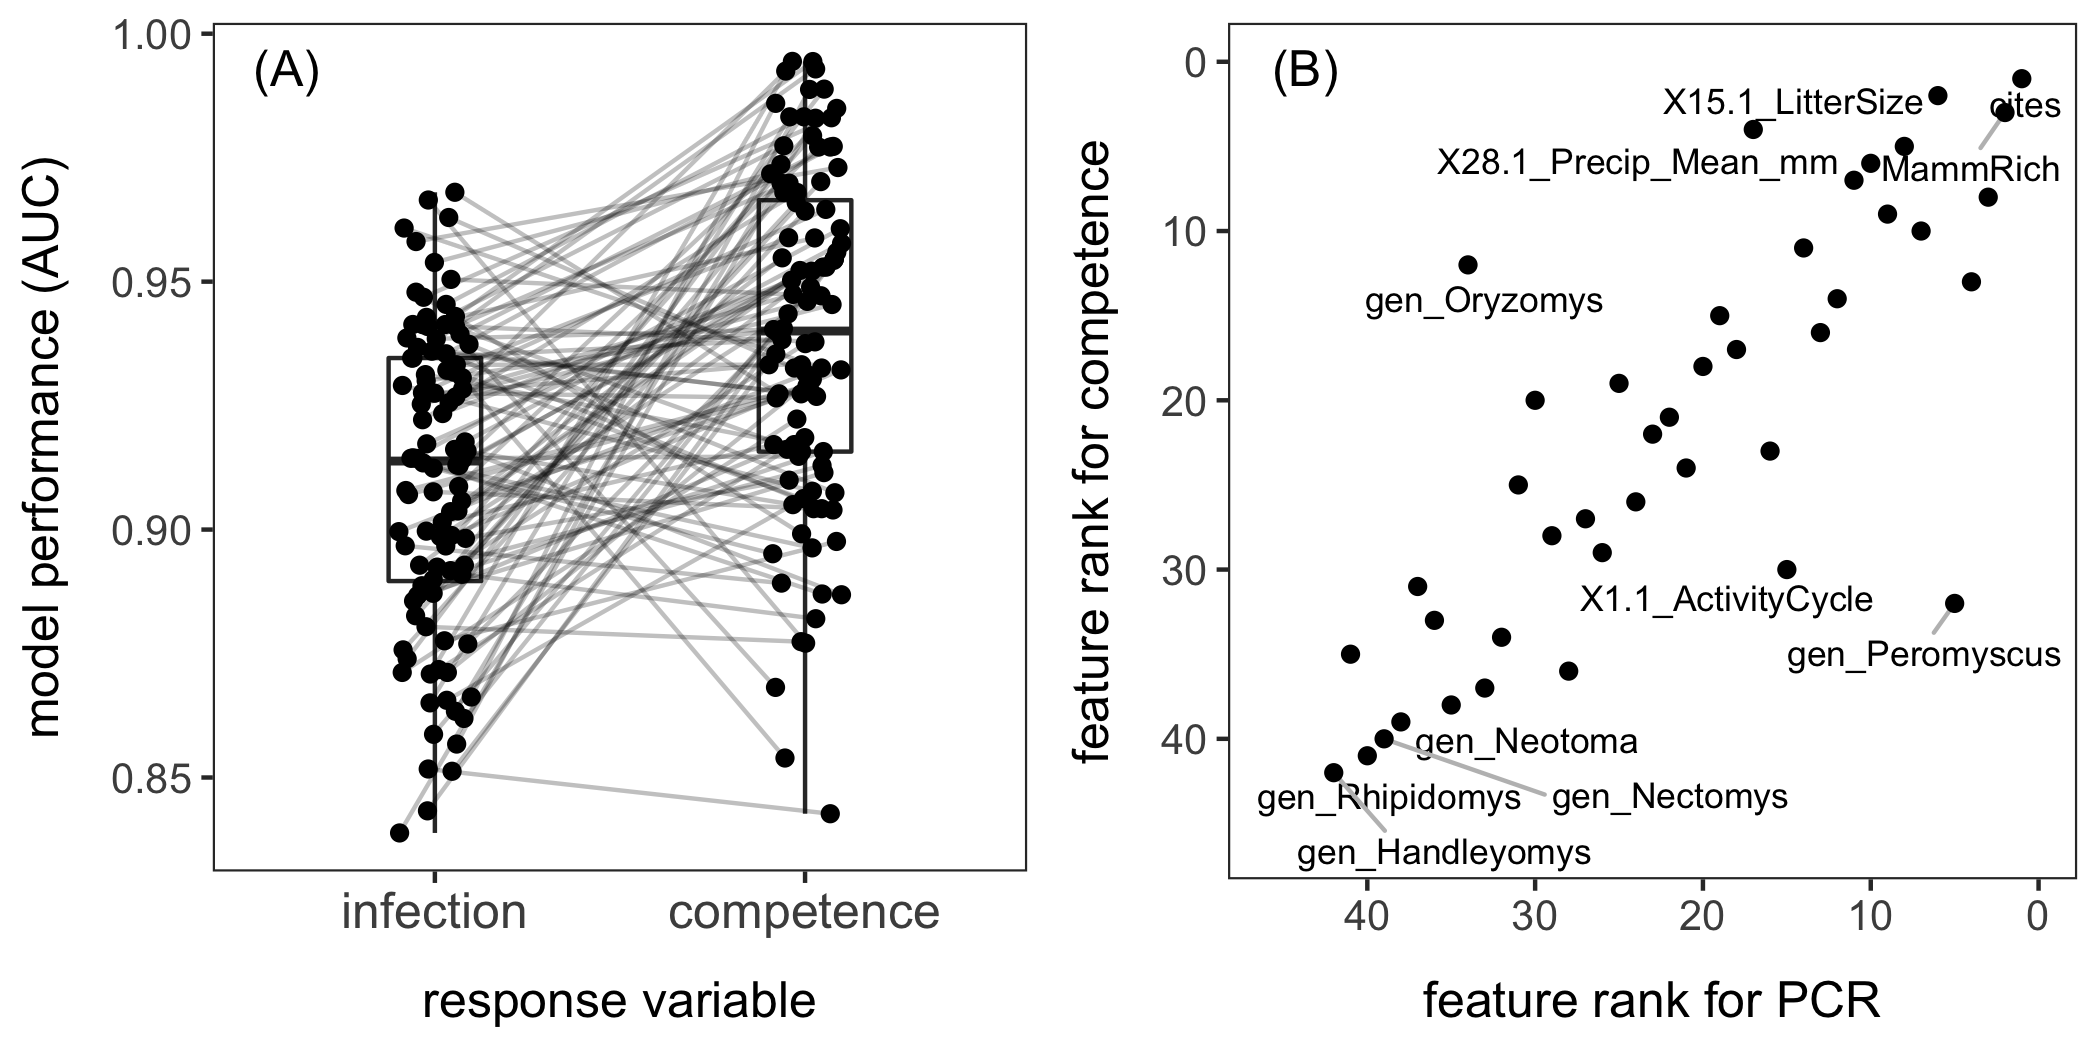 (A)
1.00
0.95
0.90
0.85
model performance (AUC)
infection
competence
response variable
(B)
0
10
20
30
40
feature rank for competence
X15.1_LitterSize
cites
X28.1_Precip_Mean_mm
MammRich
gen_Oryzomys
X1.1_ActivityCycle
gen_Peromyscus
gen_Neotoma
gen_Rhipidomys
gen_Nectomys
gen_Handleyomys
40
30
20
10
0
feature rank for PCR